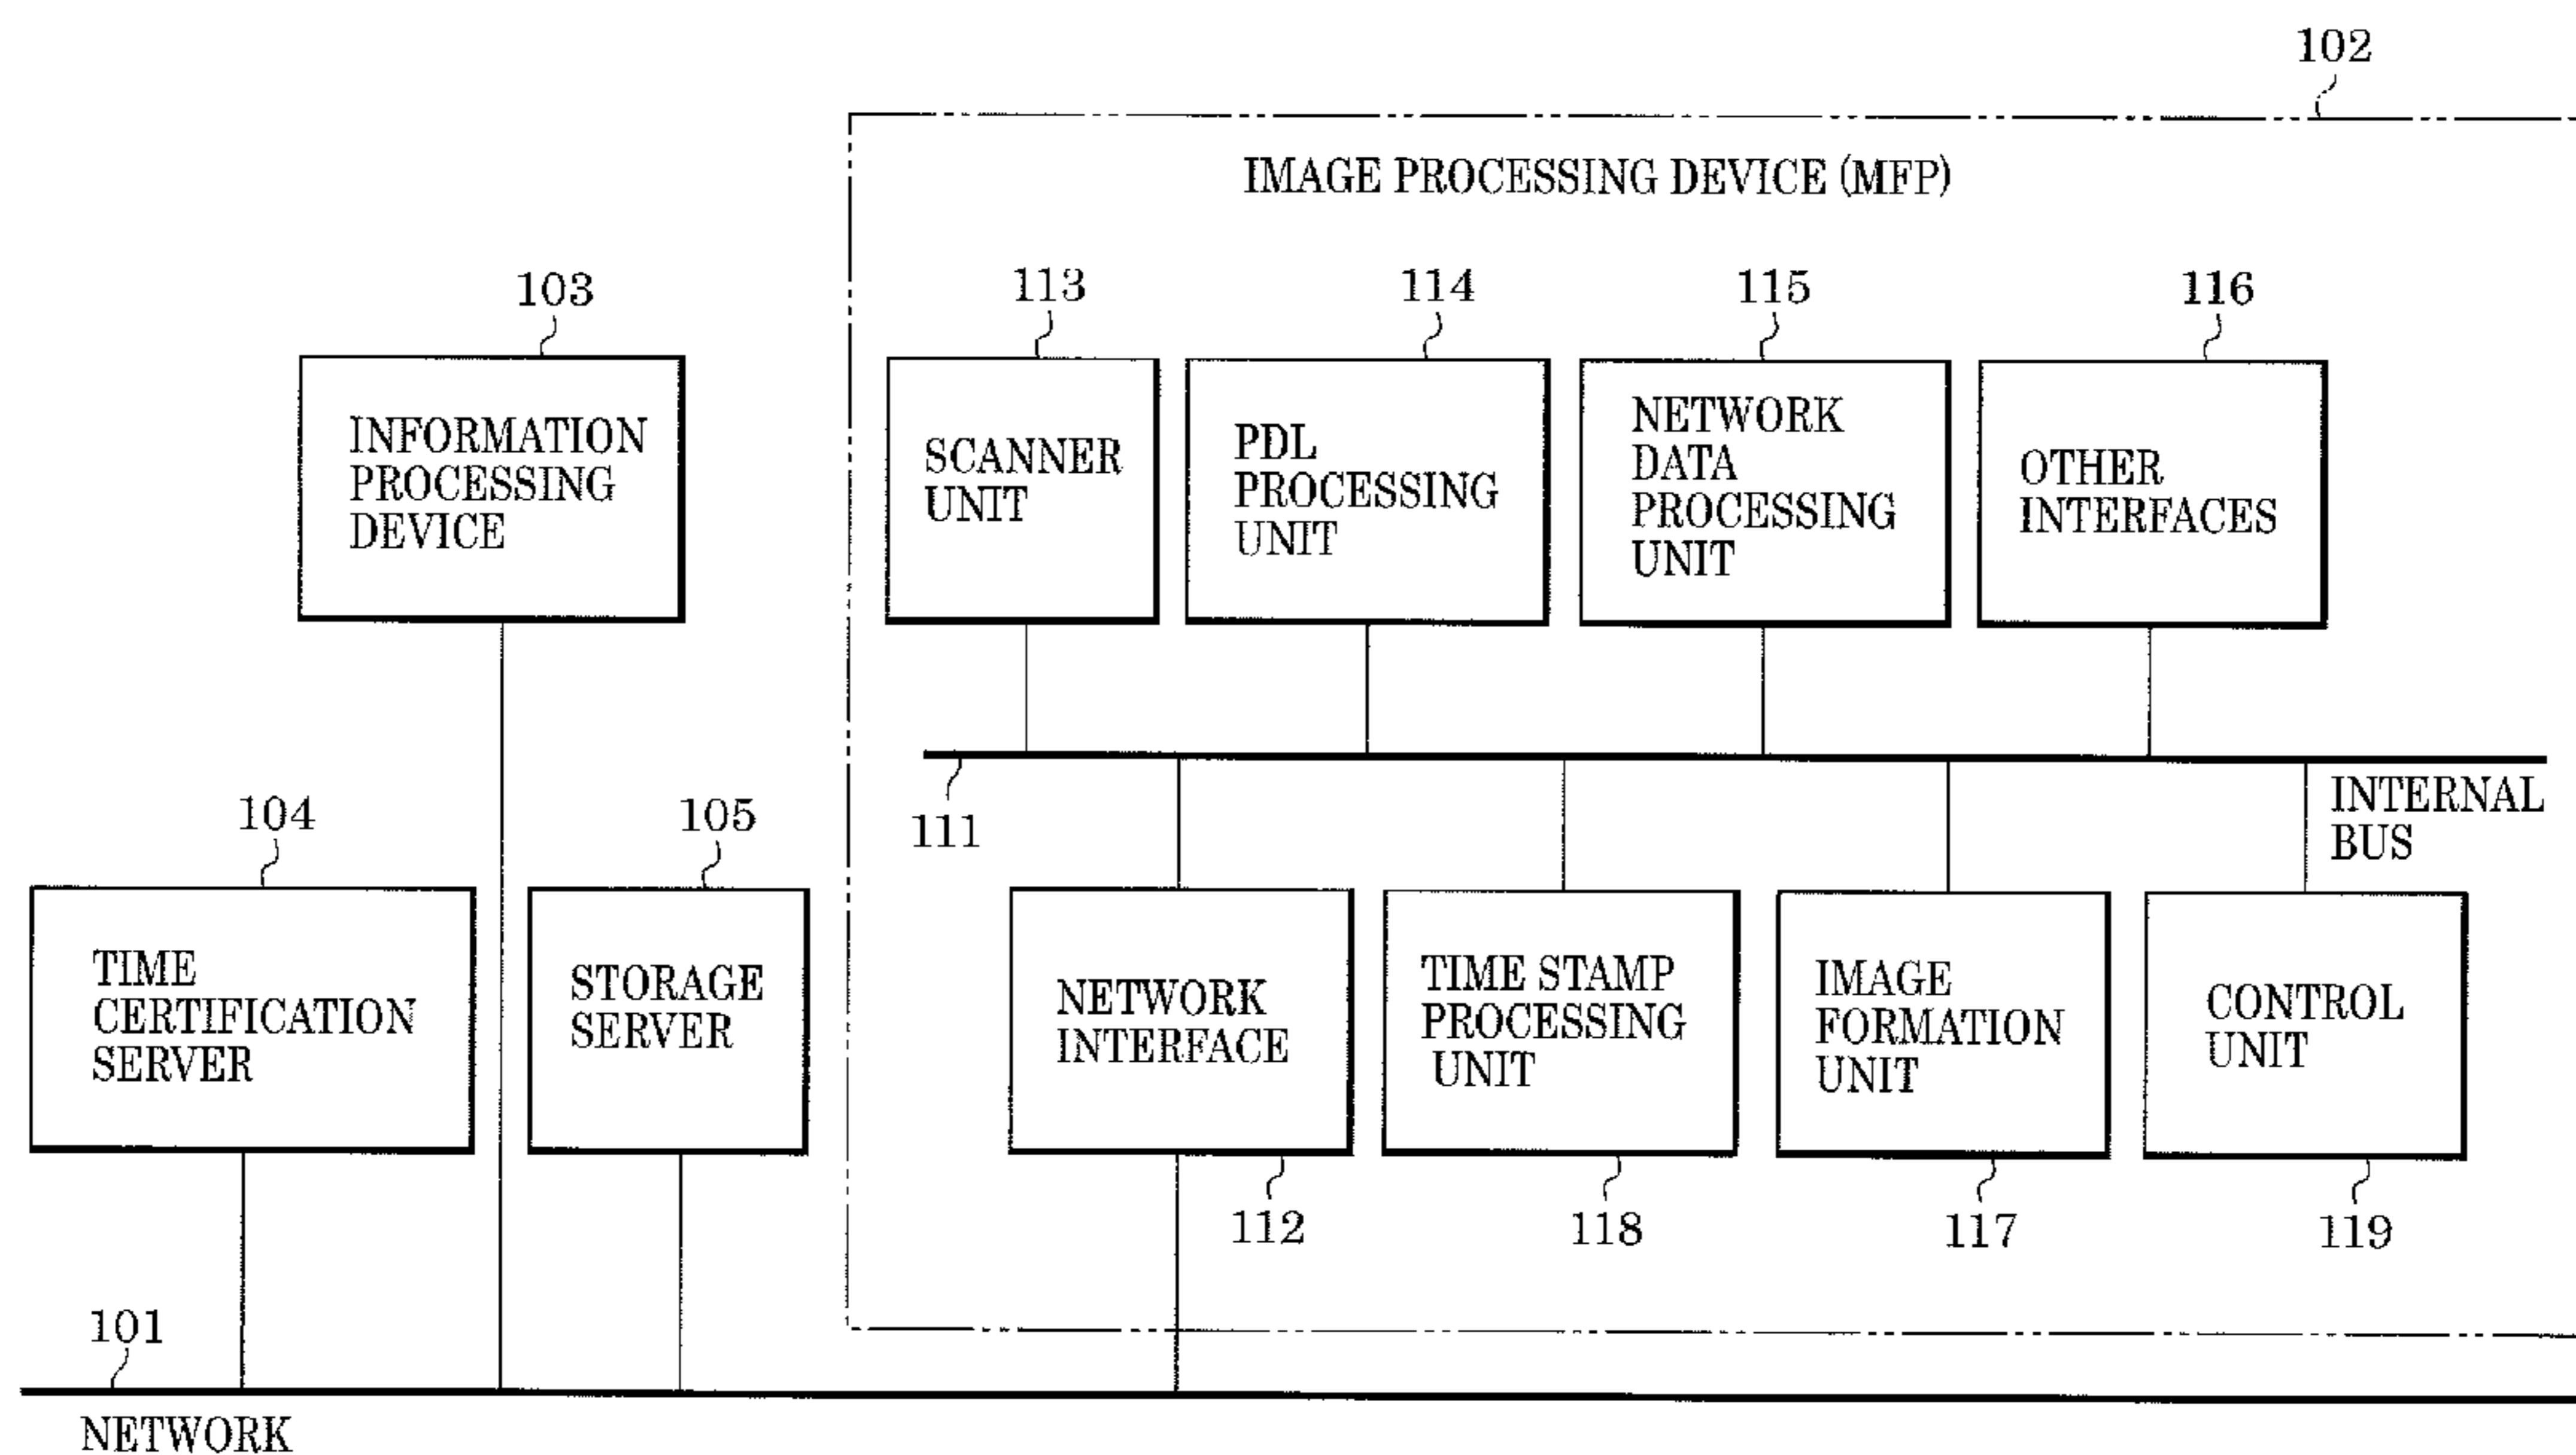 102
IMAGE PROCESSING DEVICE (MFP)
103
113
114
115
116
INFORMATION
PROCESSING
DEVICE
SCANNER
UNIT
PDL
PROCESSING
UNIT
NETWORK
DATA
PROCESSING
UNIT
OTHER
INTERFACES
111
INTERNAL
BUS
104
105
TIME
CERTIFICATION
SERVER
STORAGE
SERVER
NETWORK
INTERFACE
TIME STAMP
PROCESSING
UNIT
IMAGE
FORMATION
UNIT
CONTROL
UNIT
112
118
117
119
101
NETWORK